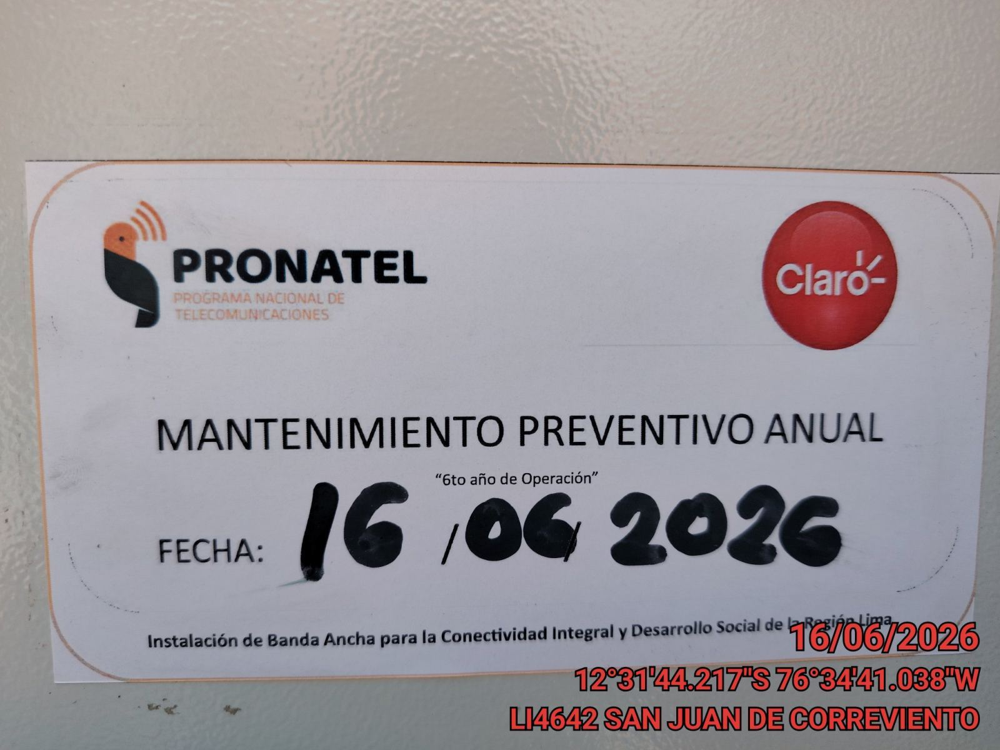 PRONATEL
PROGRAMA NACIONAL DE
TELECOMUNICACIONES
Claro
MANTENIMIENTO PREVENTIVO ANUAL
“6to año de Operación”
FECHA: 16 / 06 / 2026
Instalación de Banda Ancha para la Conectividad Integral y Desarrollo Social de la Región Lima
16/06/2026
12°31'44.217"S 76°34'41.038"W
LI4642 SAN JUAN DE CORREVIENTO